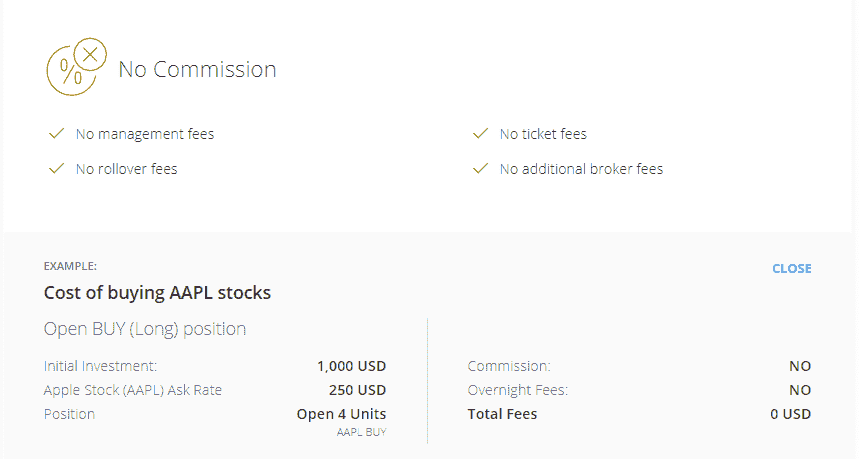 No Commission
No management fees
No ticket fees
No rollover fees
No additional broker fees
EXAMPLE:
CLOSE
Cost of buying AAPL stocks
Open BUY (Long) position
Initial Investment: 1,000 USD
Apple Stock (AAPL) Ask Rate 250 USD
Position Open 4 Units
AAPL BUY
Commission: NO
Overnight Fees: NO
Total Fees 0 USD